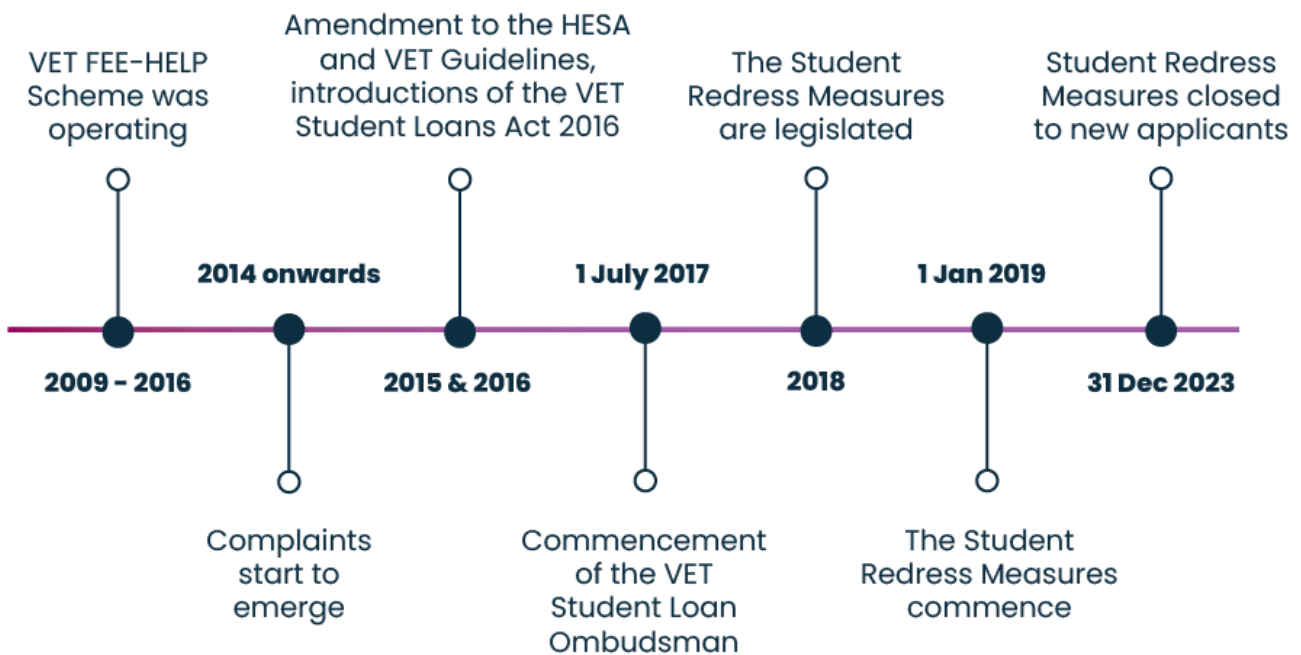 VET FEE-HELP
Scheme was
operating
2009 - 2016
2014 onwards
Complaints
start to
emerge
Amendment to the HESA
and VET Guidelines,
introductions of the VET
Student Loans Act 2016
2015 & 2016
1 July 2017
Commencement
of the VET
Student Loan
Ombudsman
The Student
Redress Measures
are legislated
2018
1 Jan 2019
The Student
Redress Measures
commence
Student Redress
Measures closed
to new applicants
31 Dec 2023